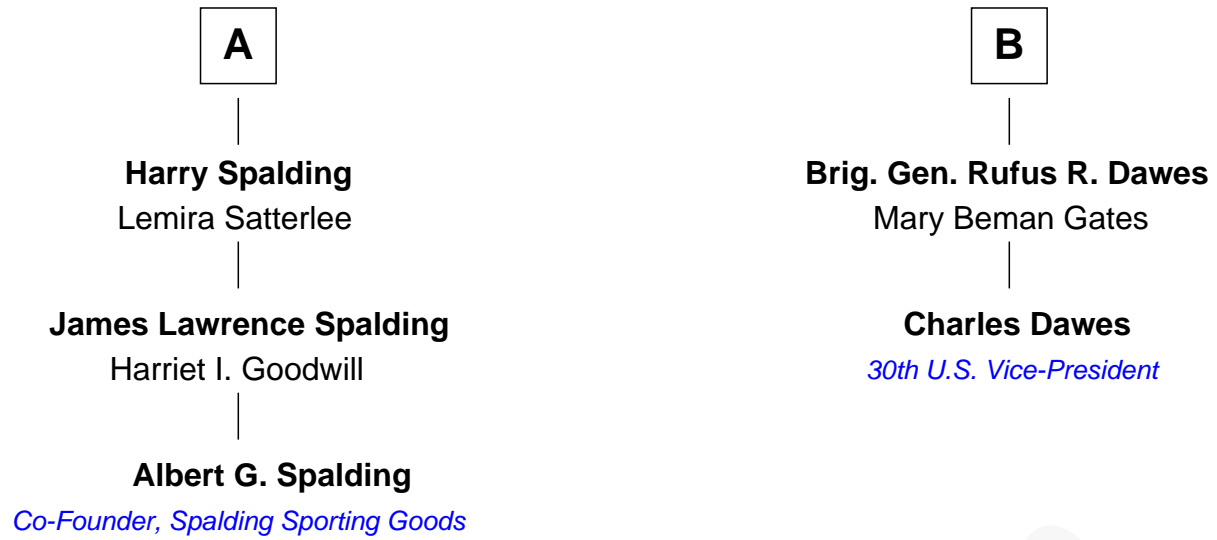 A
Harry Spalding
Lemira Satterlee
James Lawrence Spalding
Harriet I. Goodwill
Albert G. Spalding
Co-Founder, Spalding Sporting Goods
B
Brig. Gen. Rufus R. Dawes
Mary Beman Gates
Charles Dawes
30th U.S. Vice-President